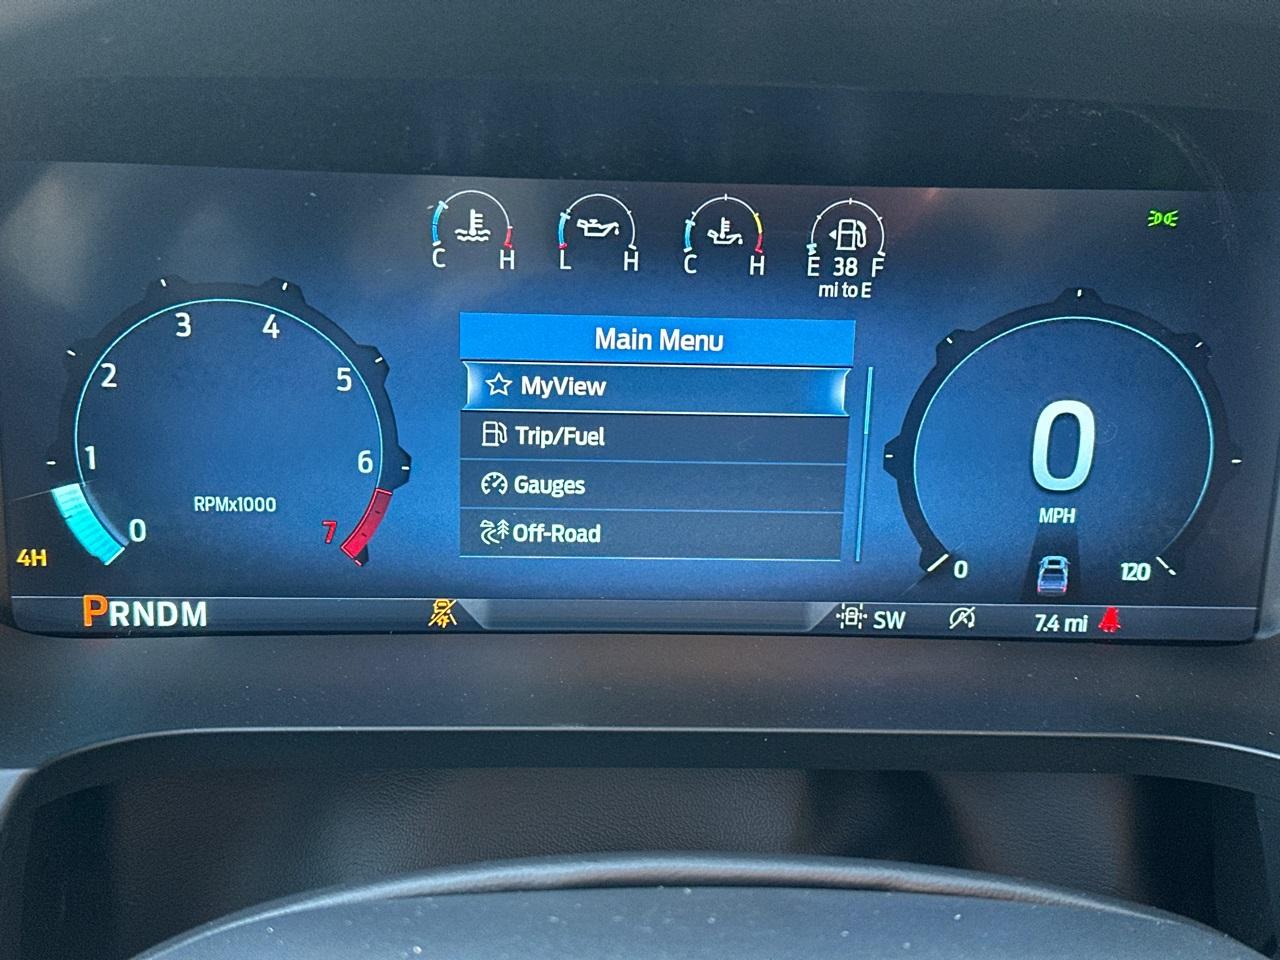 C H
L H
C H
E 38 F
mi to E
Main Menu
MyView
Trip/Fuel
Gauges
Off-Road
0
1
2
3
4
5
6
7
RPMx1000
4H
PRNDM
0
MPH
0
120
SW
7.4 mi